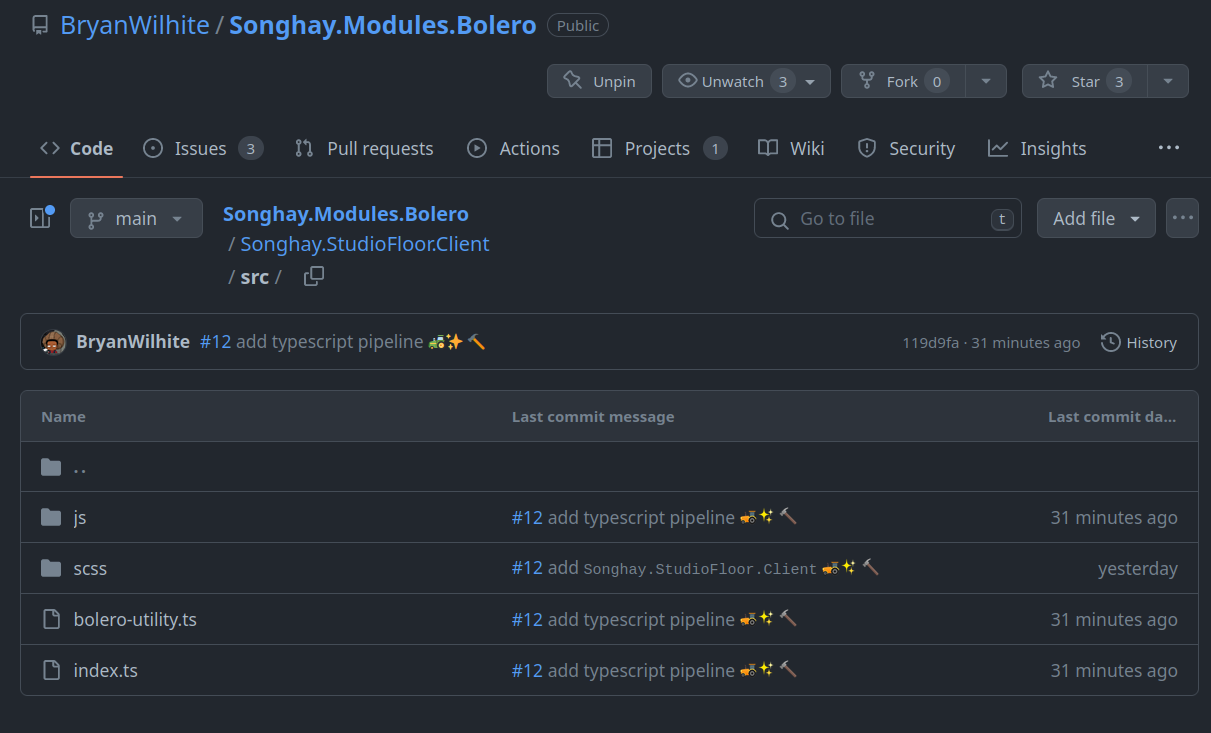 BryanWilhite / Songhay.Modules.Bolero Public
Unpin Unwatch 3 Fork 0 Star 3
Code Issues 3 Pull requests Actions Projects 1 Wiki Security Insights
main Songhay.Modules.Bolero Go to file t Add file
/ Songhay.StudioFloor.Client
/ src /
BryanWilhite #12 add typescript pipeline 🚜✨🔨 119d9fa · 31 minutes ago History
Name Last commit message Last commit da...
..
js #12 add typescript pipeline 🚜✨🔨 31 minutes ago
scss #12 add Songhay.StudioFloor.Client 🚜✨🔨 yesterday
bolero-utility.ts #12 add typescript pipeline 🚜✨🔨 31 minutes ago
index.ts #12 add typescript pipeline 🚜✨🔨 31 minutes ago